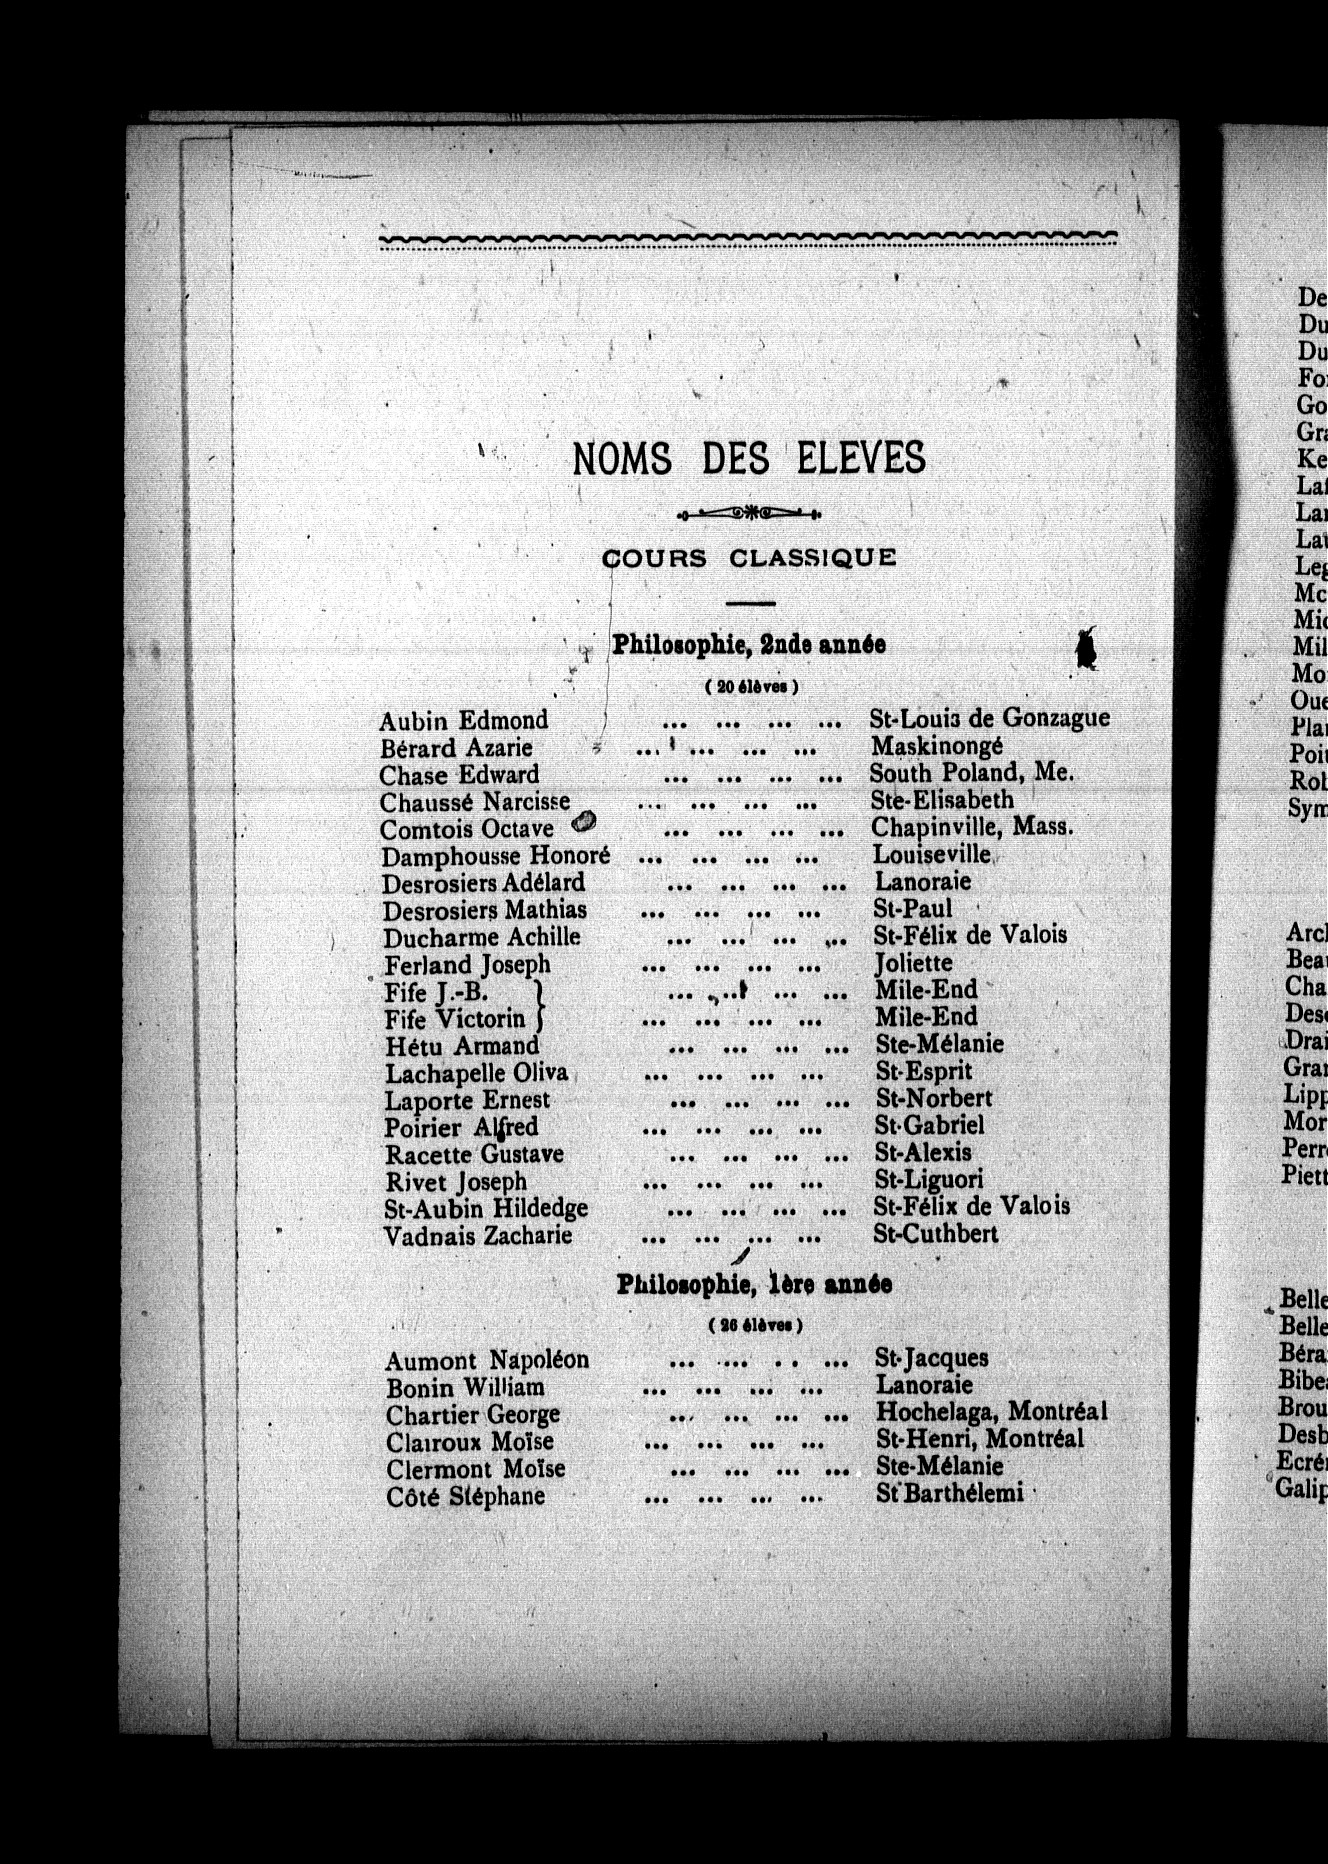 NOMS DES ELEVES
COURS CLASSIQUE
Philosophie, 2nde année
( 20 élèves )
Aubin Edmond ... ... ... ... St-Louis de Gonzague
Bérard Azarie ... ... ... ... Maskinongé
Chase Edward ... ... ... ... South Poland, Me.
Chaussé Narcisse ... ... ... ... Ste-Elisabeth
Comtois Octave ... ... ... ... Chapinville, Mass.
Damphousse Honoré ... ... ... ... Louiseville
Desrosiers Adélard ... ... ... ... Lanoraie
Desrosiers Mathias ... ... ... ... St-Paul
Ducharme Achille ... ... ... ... St-Félix de Valois
Ferland Joseph ... ... ... ... Joliette
Fife J.-B. } ... ... ... ... Mile-End
Fife Victorin } ... ... ... ... Mile-End
Hétu Armand ... ... ... ... Ste-Mélanie
Lachapelle Oliva ... ... ... ... St-Esprit
Laporte Ernest ... ... ... ... St-Norbert
Poirier Alfred ... ... ... ... St-Gabriel
Racette Gustave ... ... ... ... St-Alexis
Rivet Joseph ... ... ... ... St-Liguori
St-Aubin Hildedge ... ... ... ... St-Félix de Valois
Vadnais Zacharie ... ... ... ... St-Cuthbert
Philosophie, 1ère année
( 26 élèves )
Aumont Napoléon ... ... . . ... St-Jacques
Bonin William ... ... ... ... Lanoraie
Chartier George ... ... ... ... Hochelaga, Montréal
Clairoux Moïse ... ... ... ... St-Henri, Montréal
Clermont Moïse ... ... ... ... Ste-Mélanie
Côté Stéphane ... ... ... ... St Barthélemi